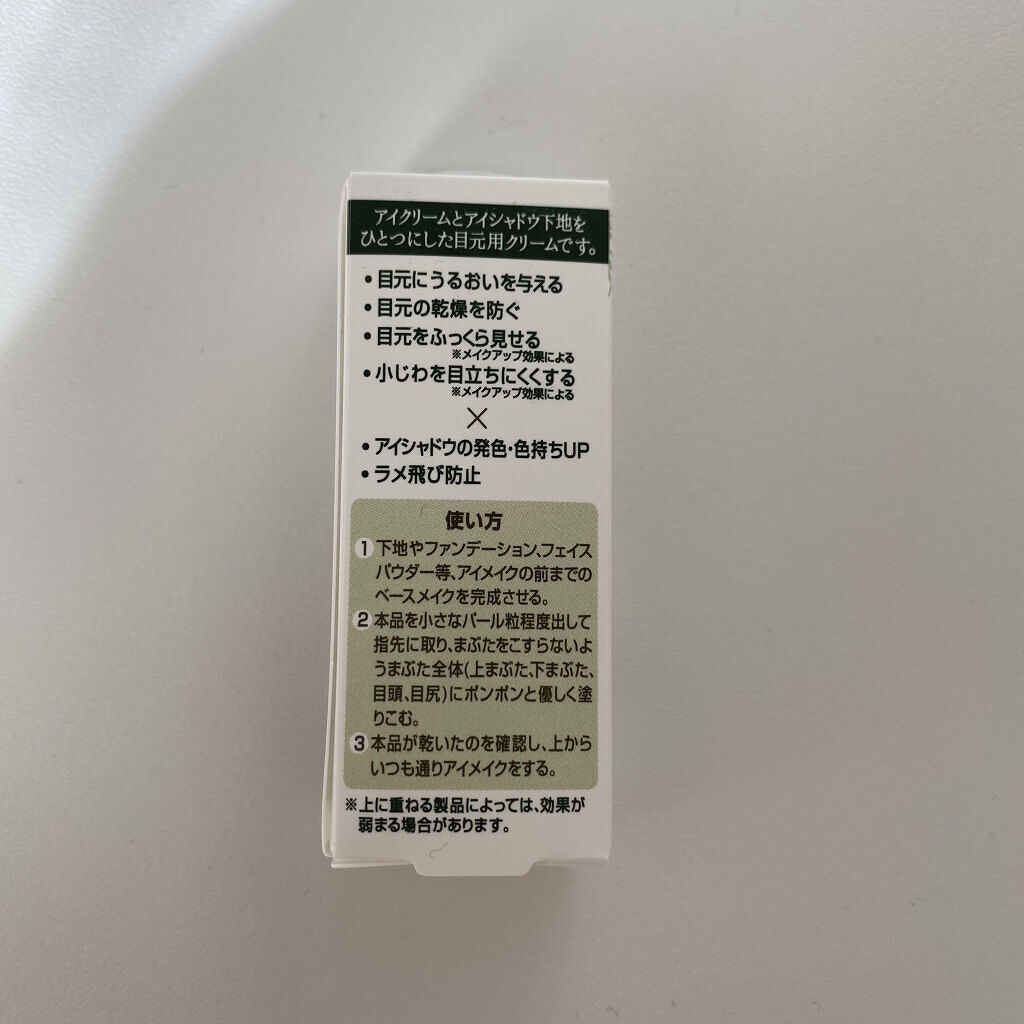 アイクリームとアイシャドウ下地を
ひとつにした目元用クリームです。
•目元にうるおいを与える
•目元の乾燥を防ぐ
•目元をふっくら見せる
※メイクアップ効果による
•小じわを目立ちにくくする
※メイクアップ効果による
×
•アイシャドウの発色・色持ちUP
•ラメ飛び防止
使い方
1 下地やファンデーション、フェイス
パウダー等、アイメイクの前までの
ベースメイクを完成させる。
2 本品を小さなパール粒程度出して
指先に取り、まぶたをこすらないよ
うまぶた全体(上まぶた、下まぶた、
目頭、目尻)にポンポンと優しく塗
りこむ。
3 本品が乾いたのを確認し、上から
いつも通りアイメイクをする。
※上に重ねる製品によっては、効果が
弱まる場合があります。